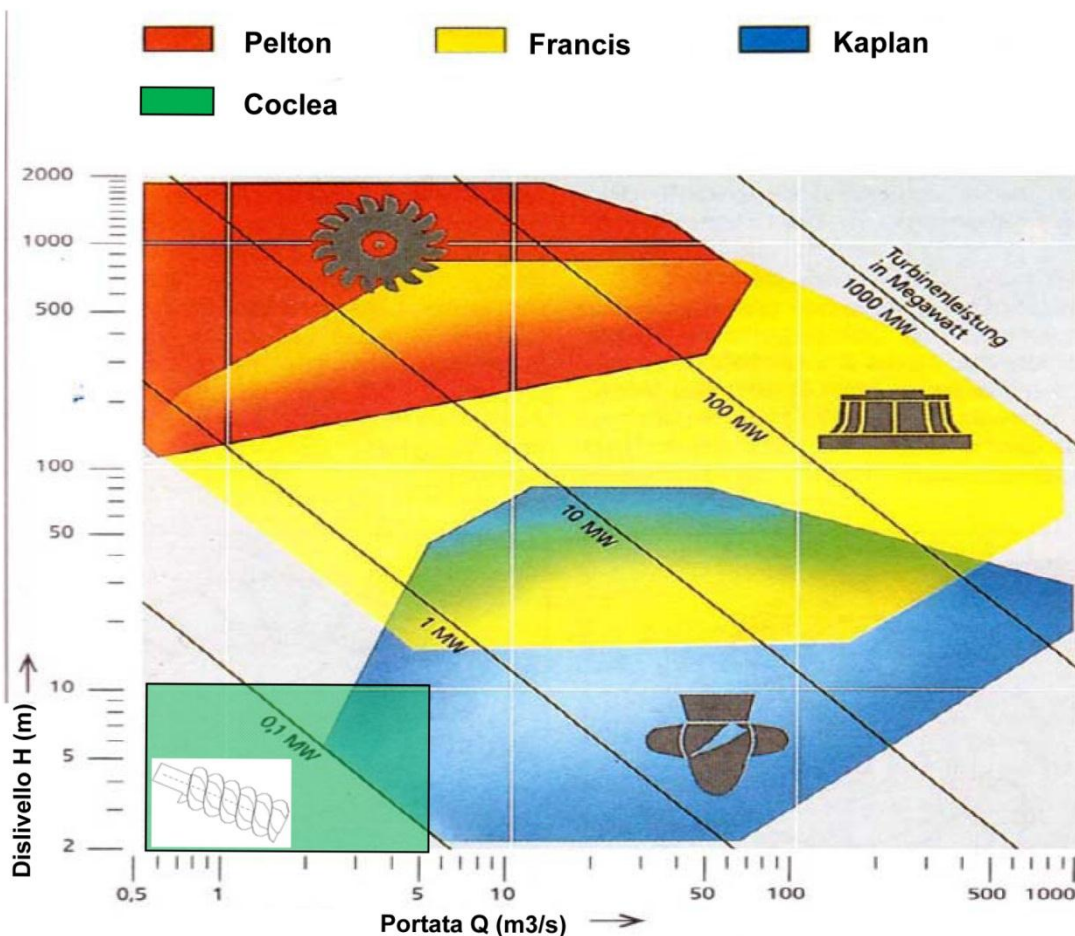 Pelton
Francis
Kaplan
Coclea
2000
1000
500
100
50
10
5
2
Dislivello H (m)
Turbinenleistung
in Megawatt
1000 MW
100 MW
10 MW
1 MW
0,1 MW
0,5
1
5
10
50
100
500
1000
Portata Q (m3/s)